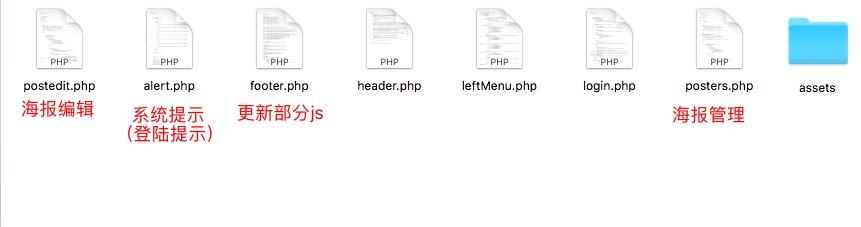 PHP PHP PHP PHP PHP PHP PHP
postedit.php alert.php footer.php header.php leftMenu.php login.php posters.php assets
海报编辑 系统提示 更新部分js 海报管理
(登陆提示)